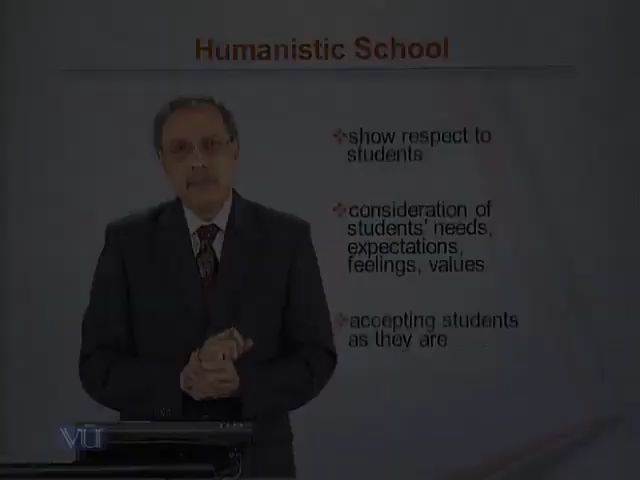 Humanistic School
❖show respect to
students
❖consideration of
students' needs,
expectations,
feelings, values
❖accepting students
as they are
VU